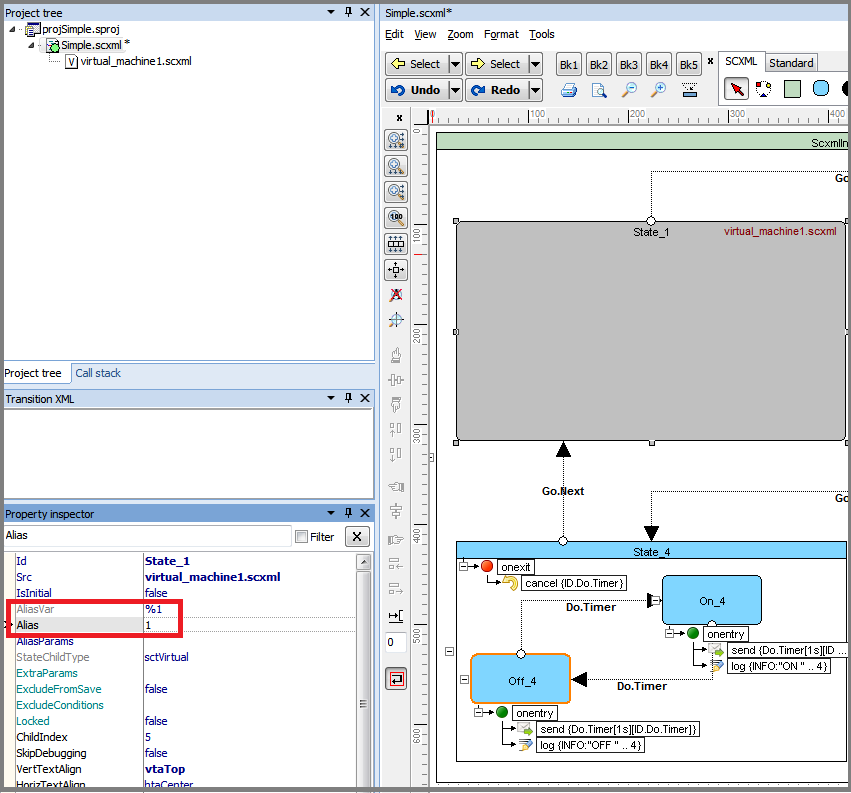 Project tree
projSimple.sproj
Simple.scxml *
virtual_machine1.scxml
Project tree
Call stack
Transition XML
Property inspector
Alias
Filter
X
Id State_1
Src virtual_machine1.scxml
IsInitial false
AliasVar %1
Alias 1
AliasParams
StateChildType sctVirtual
ExtraParams
ExcludeFromSave false
ExcludeConditions
Locked false
ChildIndex 5
SkipDebugging false
VertTextAlign vtaTop
HorizTextAlign htaCenter
Simple.scxml*
Edit View Zoom Format Tools
Select Select Bk1 Bk2 Bk3 Bk4 Bk5 x SCXML Standard
Undo Redo
x
0 100 200 300 400
0
100
200
300
400
500
600
100
0
ScxmlIn
Go
State_1 virtual_machine1.scxml
Go.Next
Go
State_4
onexit
cancel {ID.Do.Timer}
Do.Timer
On_4
onentry
send {Do.Timer[1s][ID ...
log {INFO:"ON " .. 4}
Off_4
Do.Timer
onentry
send {Do.Timer[1s][ID.Do.Timer]}
log {INFO:"OFF " .. 4}